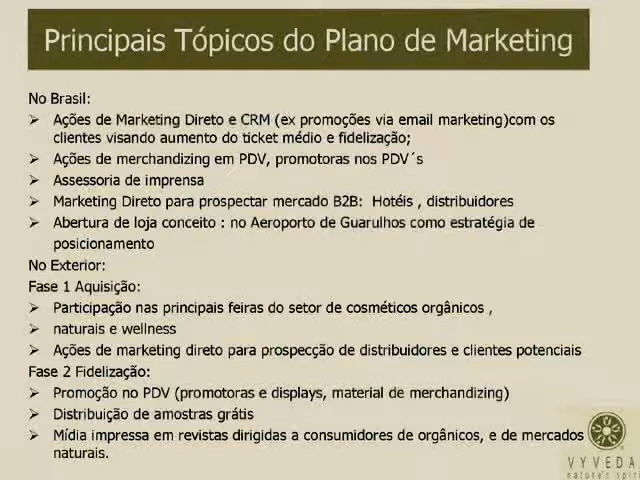 Principais Tópicos do Plano de Marketing
No Brasil:
➢ Ações de Marketing Direto e CRM (ex promoções via email marketing)com os
clientes visando aumento do ticket médio e fidelização;
➢ Ações de merchandizing em PDV, promotoras nos PDV´s
➢ Assessoria de imprensa
➢ Marketing Direto para prospectar mercado B2B: Hotéis , distribuidores
➢ Abertura de loja conceito : no Aeroporto de Guarulhos como estratégia de
posicionamento
No Exterior:
Fase 1 Aquisição:
➢ Participação nas principais feiras do setor de cosméticos orgânicos ,
➢ naturais e wellness
➢ Ações de marketing direto para prospecção de distribuidores e clientes potenciais
Fase 2 Fidelização:
➢ Promoção no PDV (promotoras e displays, material de merchandizing)
➢ Distribuição de amostras grátis
➢ Mídia impressa em revistas dirigidas a consumidores de orgânicos, e de mercados
naturais.
VYVEDA
nature's spiri